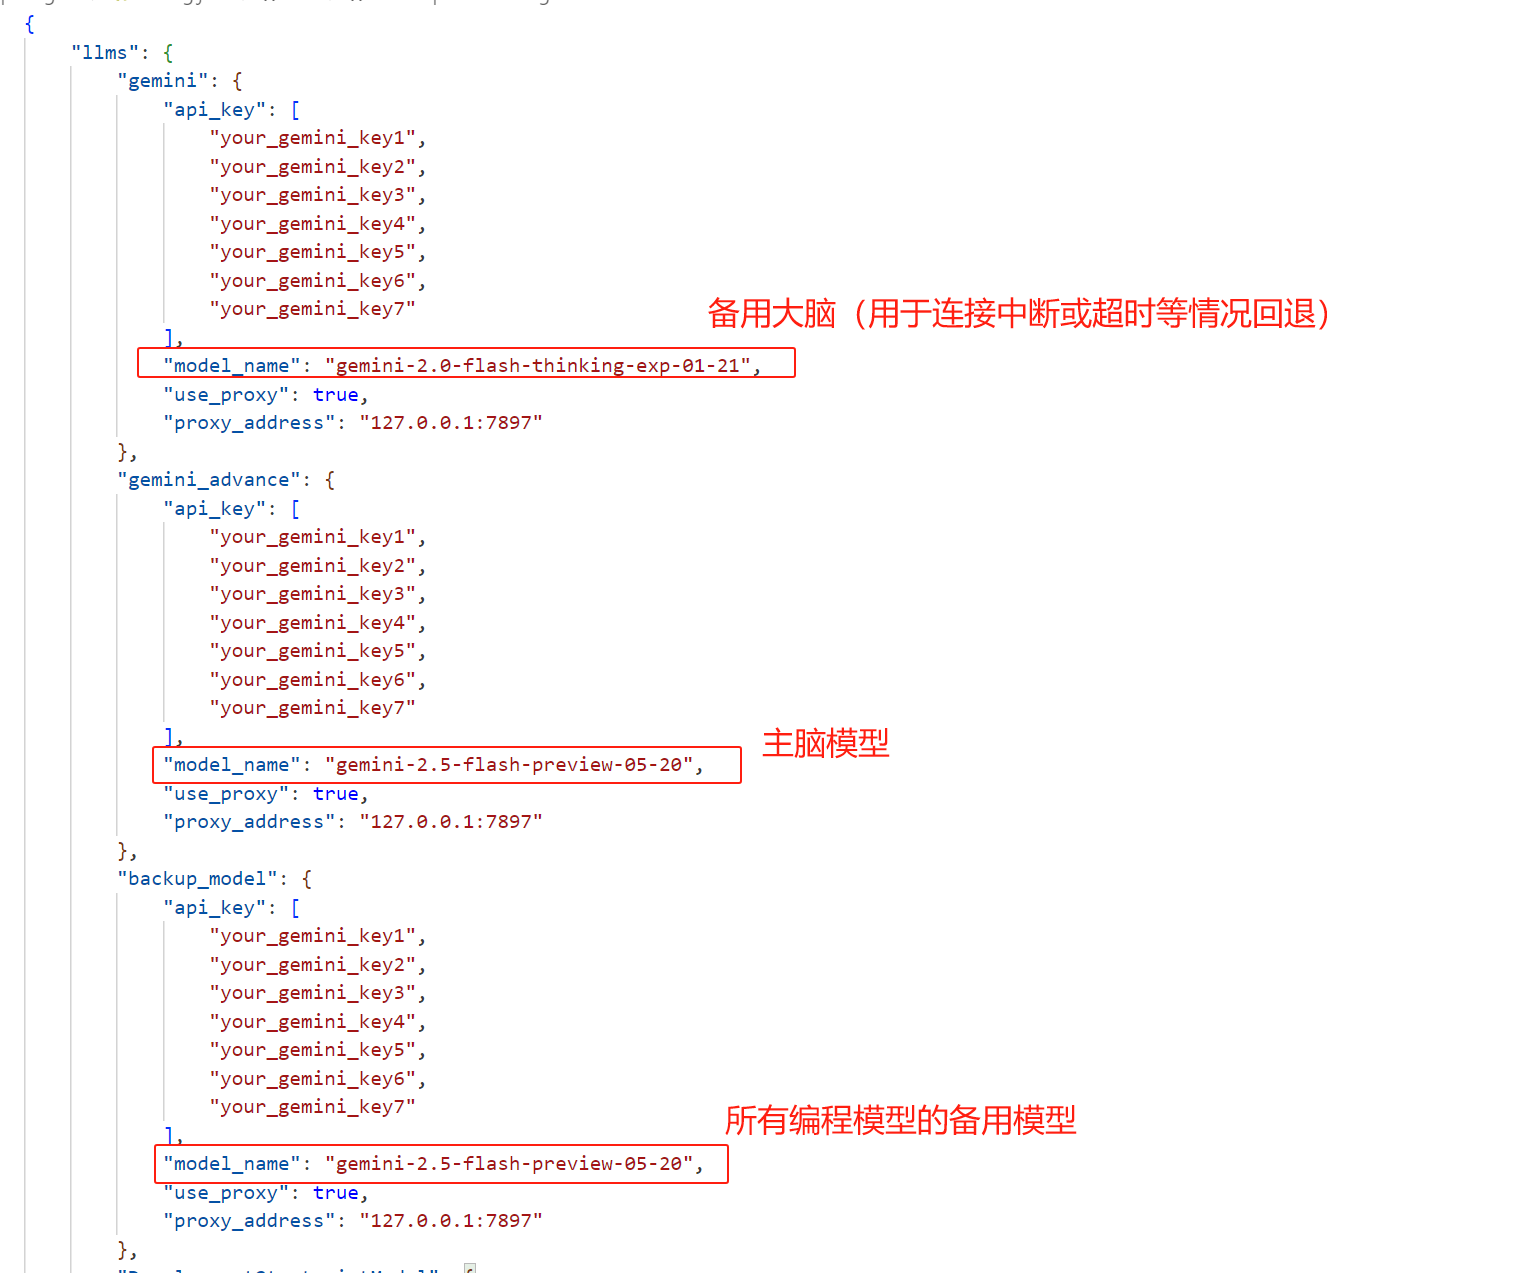 {
"llms": {
"gemini": {
"api_key": [
"your_gemini_key1",
"your_gemini_key2",
"your_gemini_key3",
"your_gemini_key4",
"your_gemini_key5",
"your_gemini_key6",
"your_gemini_key7"
备用大脑（用于连接中断或超时等情况回退）
],
"model_name": "gemini-2.0-flash-thinking-exp-01-21",
"use_proxy": true,
"proxy_address": "127.0.0.1:7897"
},
"gemini_advance": {
"api_key": [
"your_gemini_key1",
"your_gemini_key2",
"your_gemini_key3",
"your_gemini_key4",
"your_gemini_key5",
"your_gemini_key6",
"your_gemini_key7"
],
主脑模型
"model_name": "gemini-2.5-flash-preview-05-20",
"use_proxy": true,
"proxy_address": "127.0.0.1:7897"
},
"backup_model": {
"api_key": [
"your_gemini_key1",
"your_gemini_key2",
"your_gemini_key3",
"your_gemini_key4",
"your_gemini_key5",
"your_gemini_key6",
"your_gemini_key7"
所有编程模型的备用模型
],
"model_name": "gemini-2.5-flash-preview-05-20",
"use_proxy": true,
"proxy_address": "127.0.0.1:7897"
},